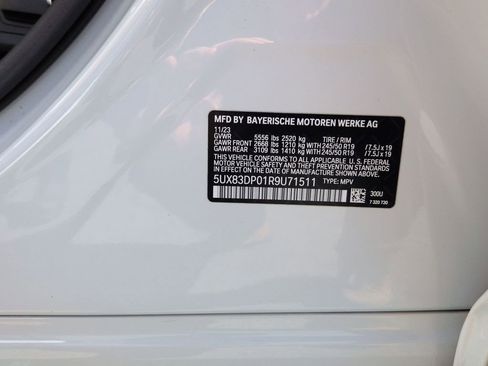 MFD BY BAYERISCHE MOTOREN WERKE AG
11/23
GVWR 5556 lbs 2520 kg TIRE / RIM
GAWR FRONT 2668 lbs 1210 kg WITH 245/50 R19 /7.5J x 19
GAWR REAR 3109 lbs 1410 kg WITH 245/50 R19 /7.5J x 19
THIS VEHICLE CONFORMS TO ALL APPLICABLE U.S. FEDERAL
MOTOR VEHICLE SAFETY AND THEFT PREVENTION STANDARDS IN
EFFECT ON THE DATE OF MANUFACTURE SHOWN ABOVE.
5UX83DP01R9U71511 TYPE: MPV
300U
7 320 720